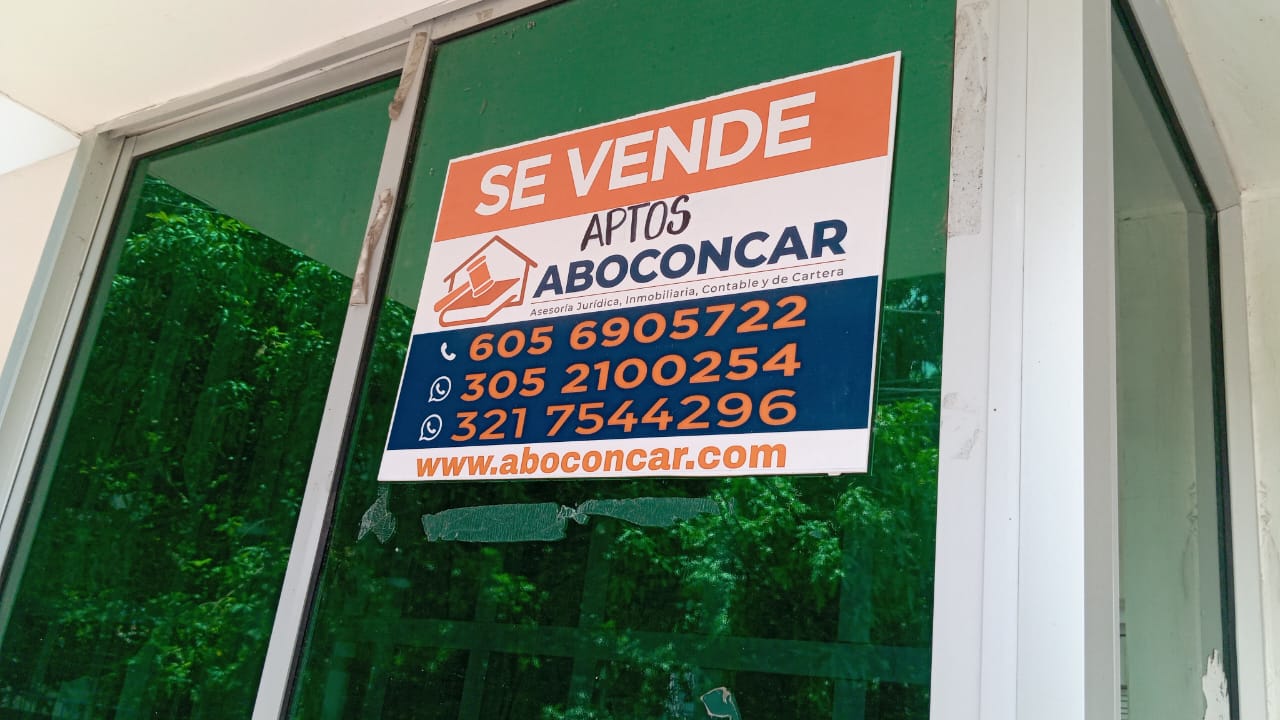 SE VENDE
APTOS
ABOCONCAR
Asesoría Jurídica, Inmobiliaria, Contable y de Cartera
605 6905722
305 2100254
321 7544296
www.aboconcar.com